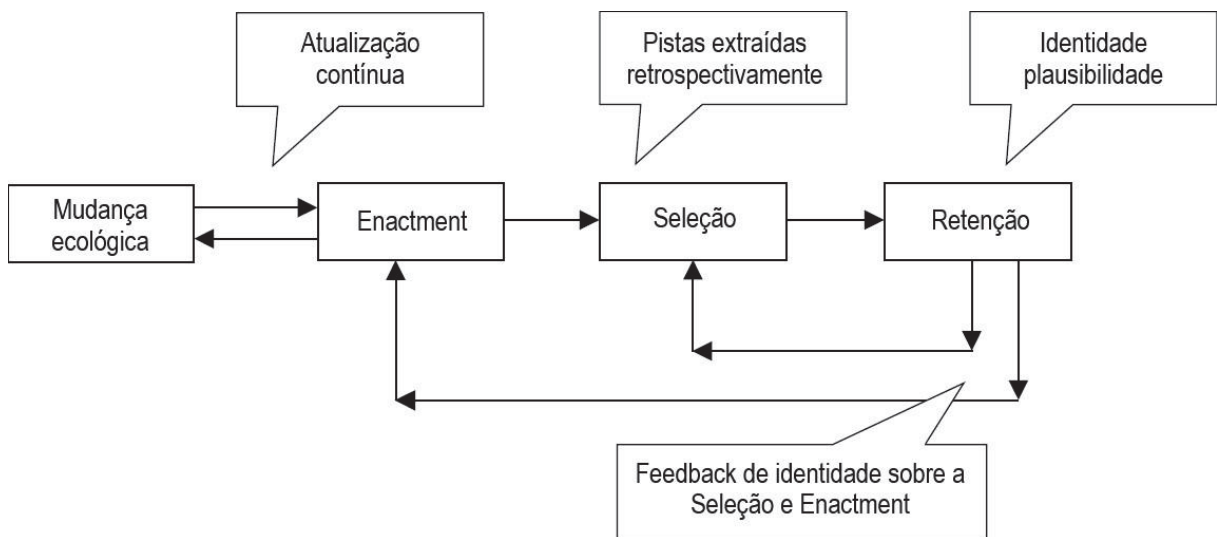 Atualização
contínua
Pistas extraídas
retrospectivamente
Identidade
plausibilidade
Mudança
ecológica
Enactment
Seleção
Retenção
Feedback de identidade sobre a
Seleção e Enactment